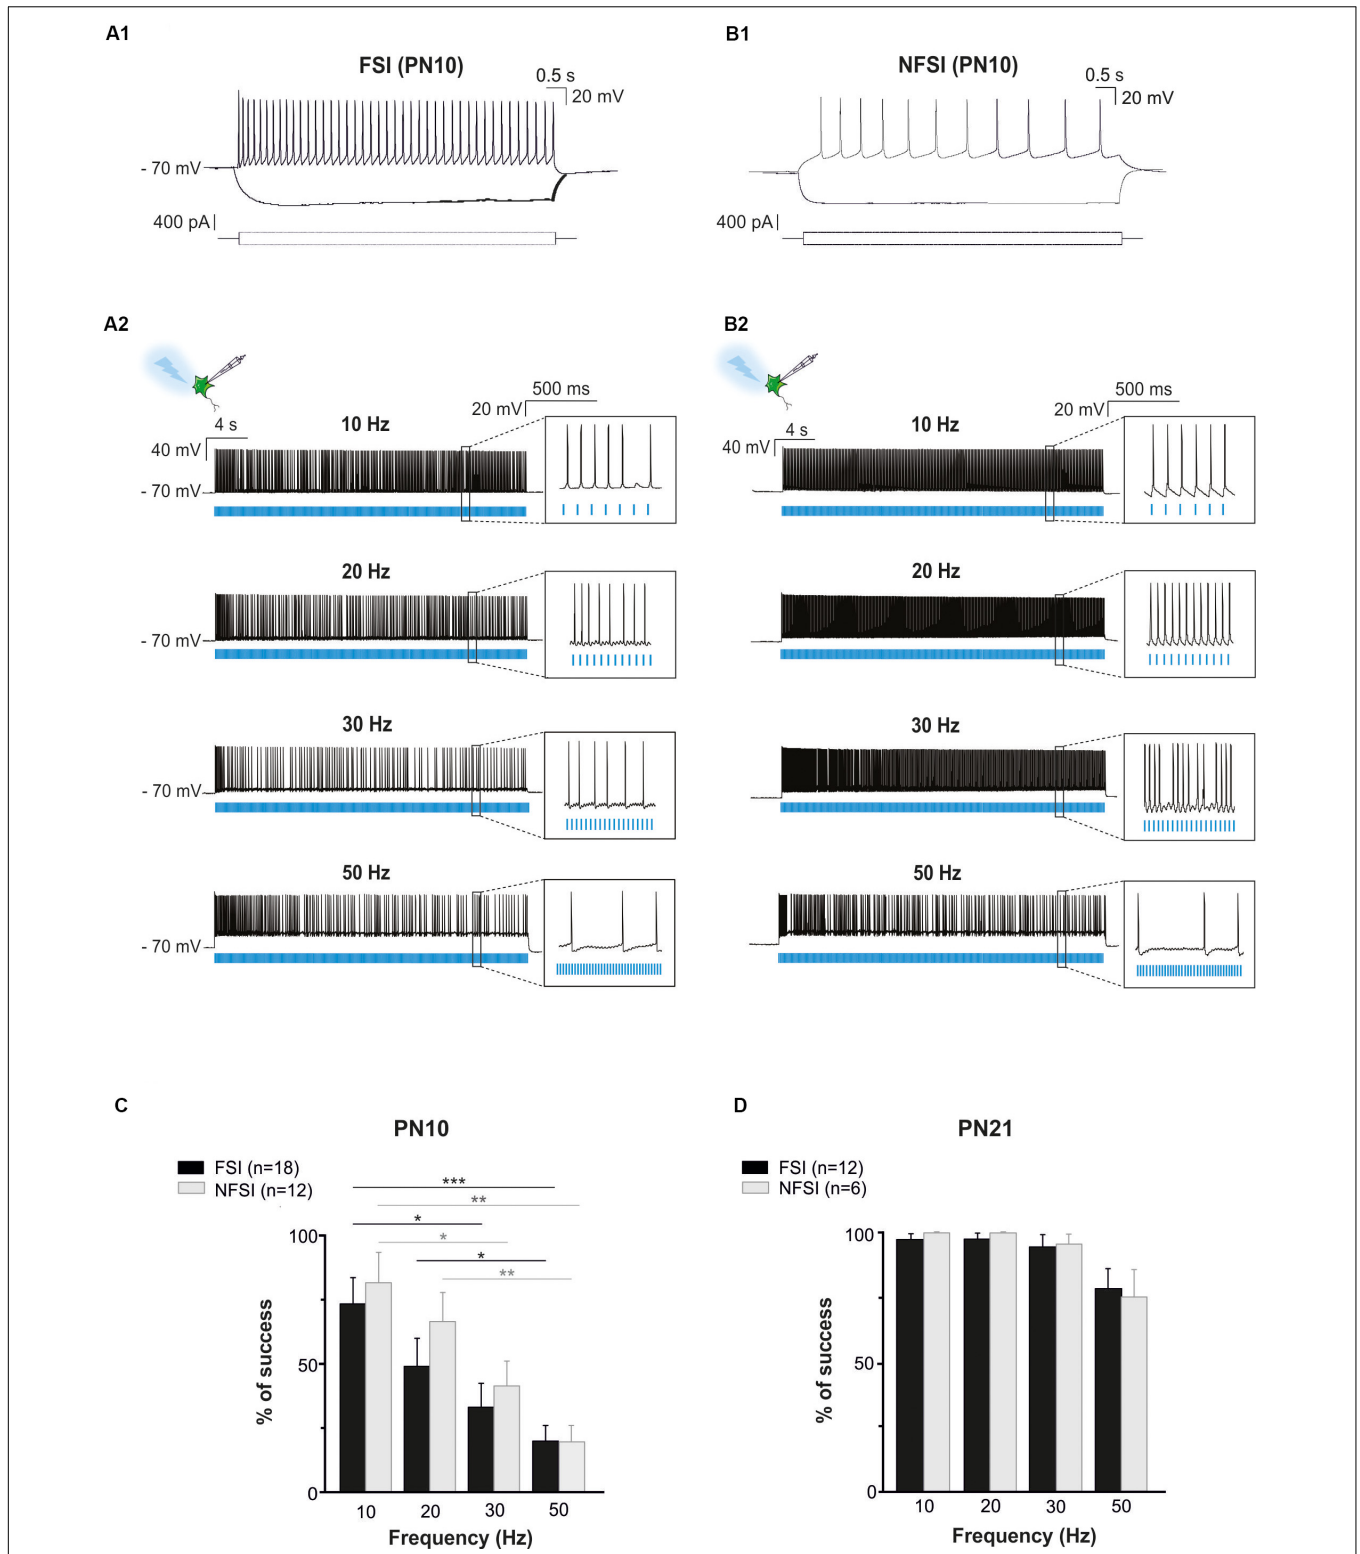 A1
FSI (PN10)
0.5 s
20 mV
- 70 mV
400 pA
B1
NFSI (PN10)
0.5 s
20 mV
400 pA
A2
500 ms
20 mV
4 s
40 mV
10 Hz
- 70 mV
20 Hz
- 70 mV
30 Hz
- 70 mV
50 Hz
- 70 mV
B2
500 ms
20 mV
4 s
40 mV
10 Hz
20 Hz
30 Hz
50 Hz
C
PN10
FSI (n=18)
NFSI (n=12)
***
**
*
*
*
**
100
50
0
% of success
10 20 30 50
Frequency (Hz)
D
PN21
FSI (n=12)
NFSI (n=6)
100
50
0
% of success
10 20 30 50
Frequency (Hz)